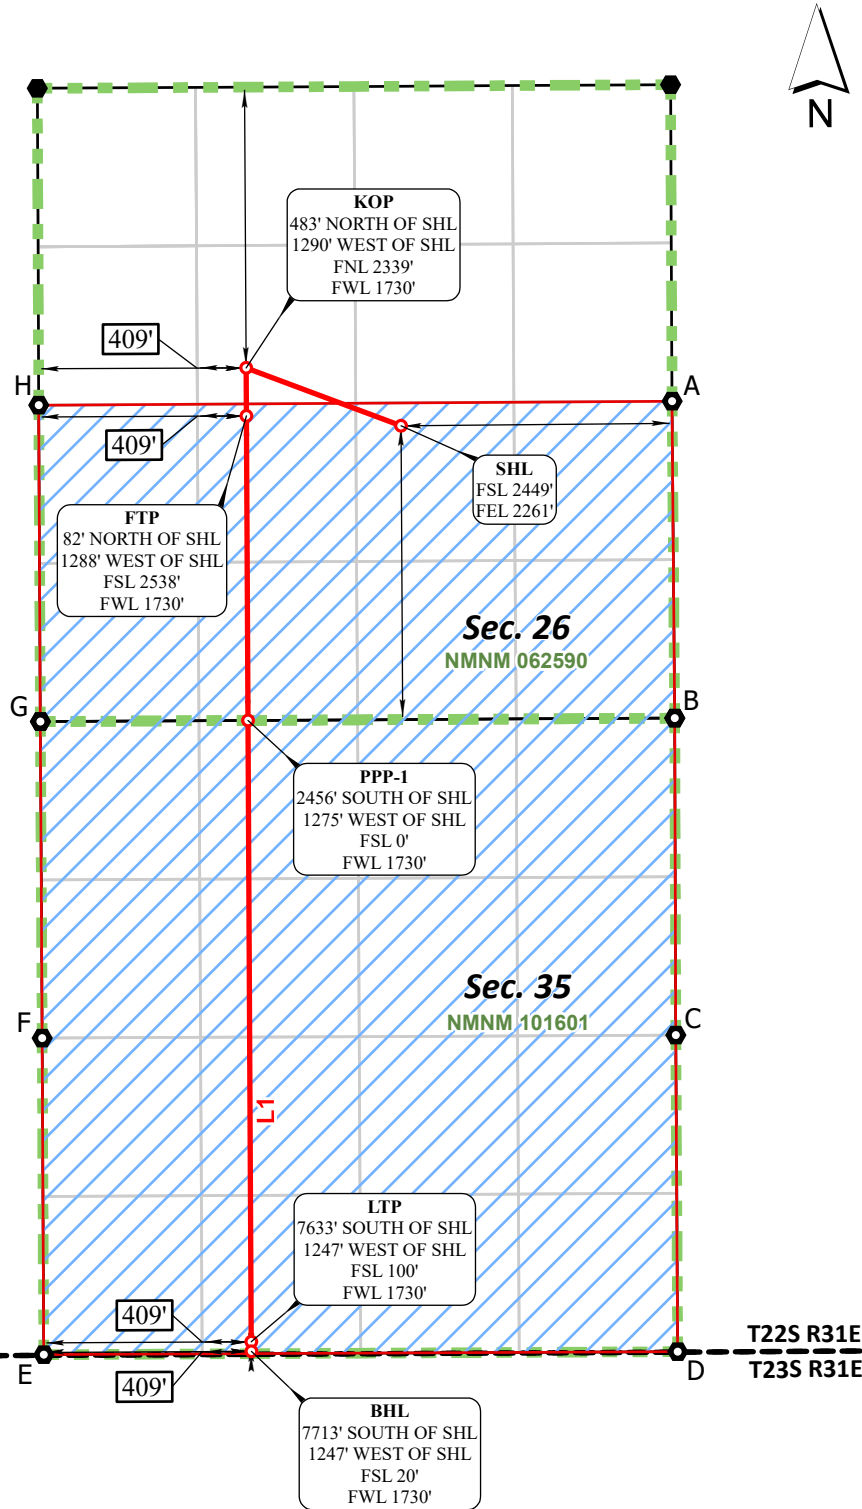 N
KOP
483' NORTH OF SHL
1290' WEST OF SHL
FNL 2339'
FWL 1730'
409'
H
A
409'
SHL
FSL 2449'
FEL 2261'
FTP
82' NORTH OF SHL
1288' WEST OF SHL
FSL 2538'
FWL 1730'
Sec. 26
NMNM 062590
G
B
PPP-1
2456' SOUTH OF SHL
1275' WEST OF SHL
FSL 0'
FWL 1730'
Sec. 35
NMNM 101601
F
C
L1
LTP
7633' SOUTH OF SHL
1247' WEST OF SHL
FSL 100'
FWL 1730'
409'
T22S R31E
E
D
T23S R31E
409'
BHL
7713' SOUTH OF SHL
1247' WEST OF SHL
FSL 20'
FWL 1730'